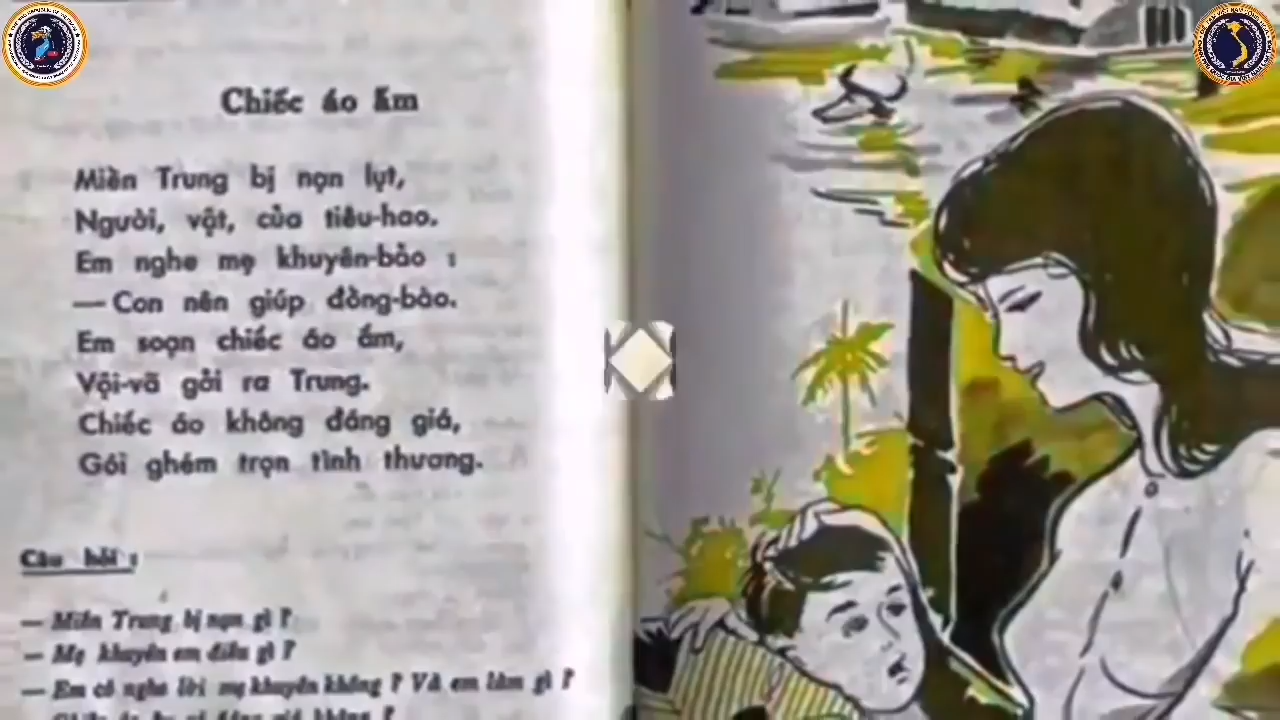 Chiếc áo ấm
Miền Trung bị nạn lụt,
Người, vật, của tiêu-hao.
Em nghe mẹ khuyên-bảo :
— Con nên giúp đồng-bào.
Em soạn chiếc áo ấm,
Vội-vã gởi ra Trung.
Chiếc áo không đáng giá,
Gói ghém trọn tình thương.
Câu hỏi :
— Miền Trung bị nạn gì ?
— Mẹ khuyên em điều gì ?
— Em có nghe lời mẹ khuyên không ? Và em làm gì ?